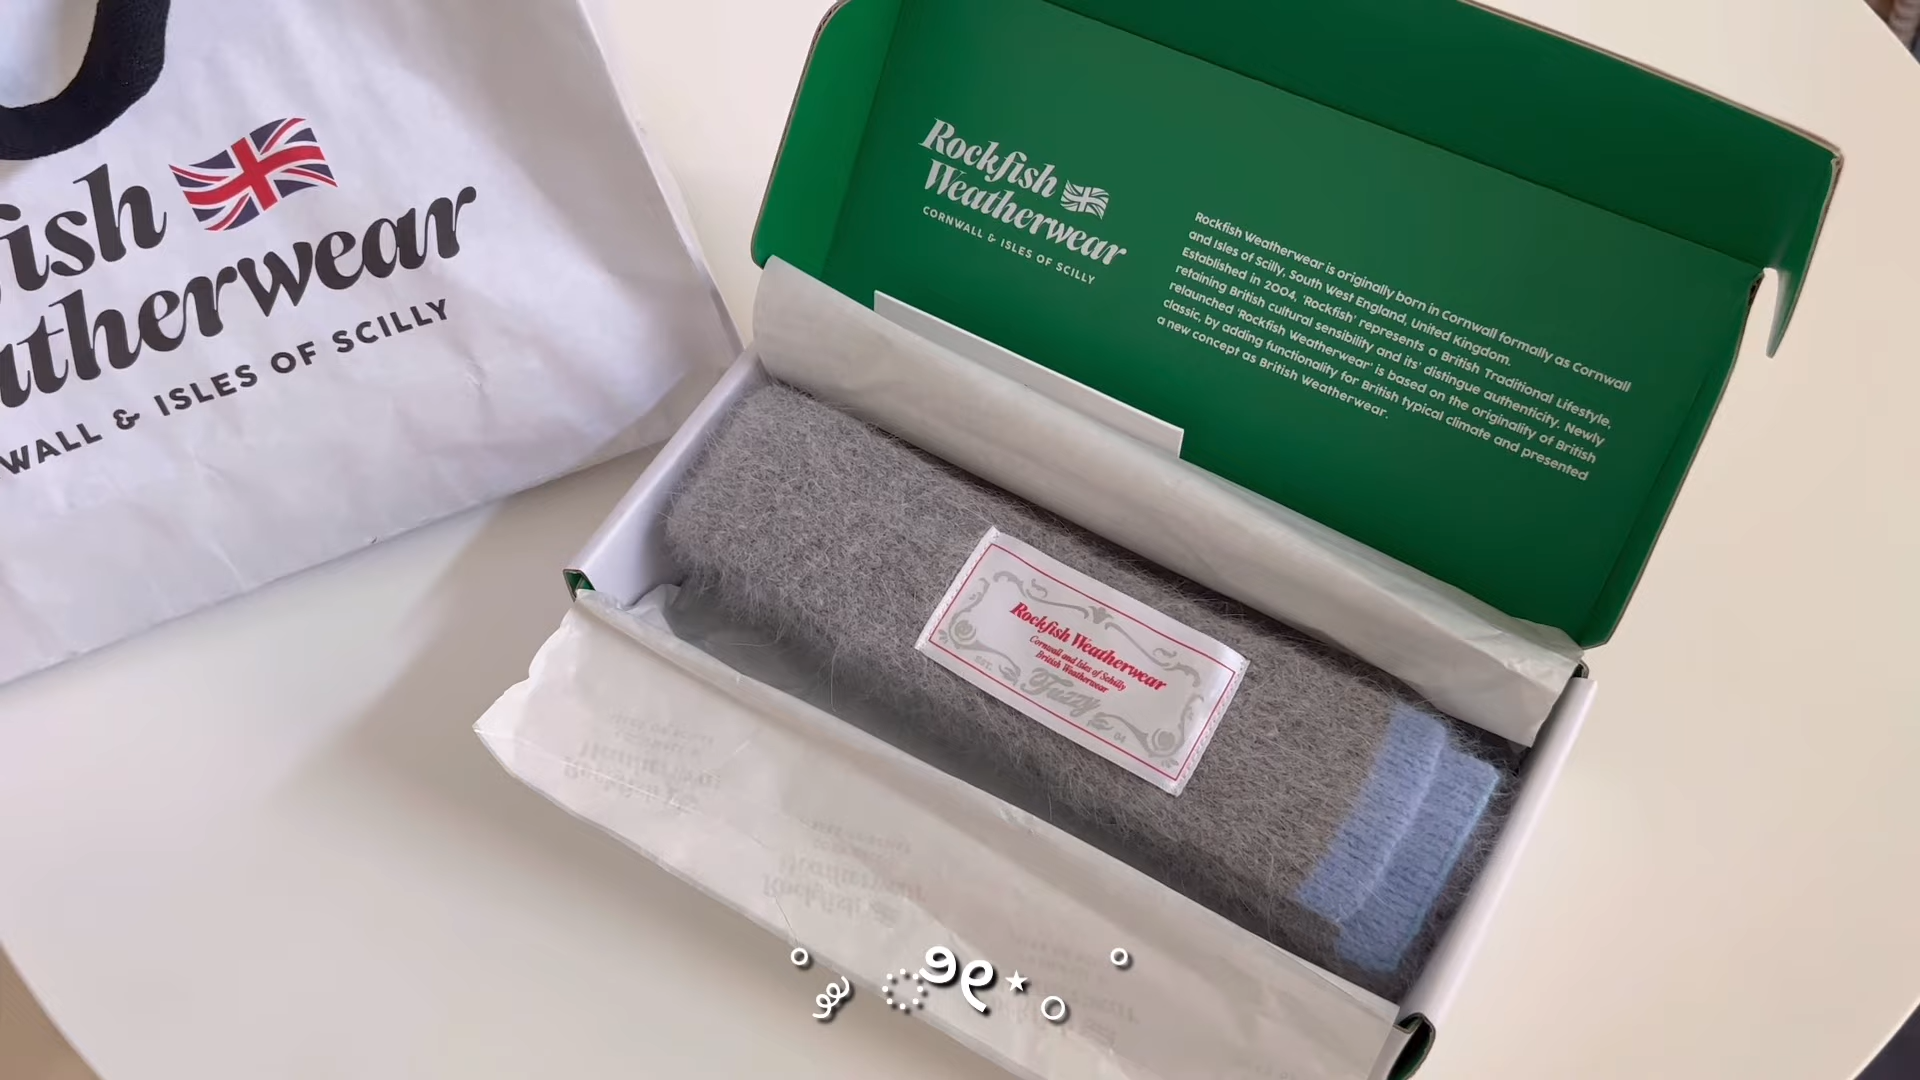 fish
atherwear
WALL & ISLES OF SCILLY
Rockfish
Weatherwear
CORNWALL & ISLES OF SCILLY
Rockfish Weatherwear is originally born in Cornwall formally as Cornwall
and Isles of Scilly, South West England, United Kingdom.
Established in 2004, 'Rockfish' represents a British Traditional Lifestyle,
retaining British cultural sensibility and its' distingue authenticity. Newly
relaunched 'Rockfish Weatherwear' is based on the originality of British
classic, by adding functionality for British typical climate and presented
a new concept as British Weatherwear.
Rockfish Weatherwear
Cornwall and Isles of Schilly
British Weatherwear
EST.
Fuzzy
04